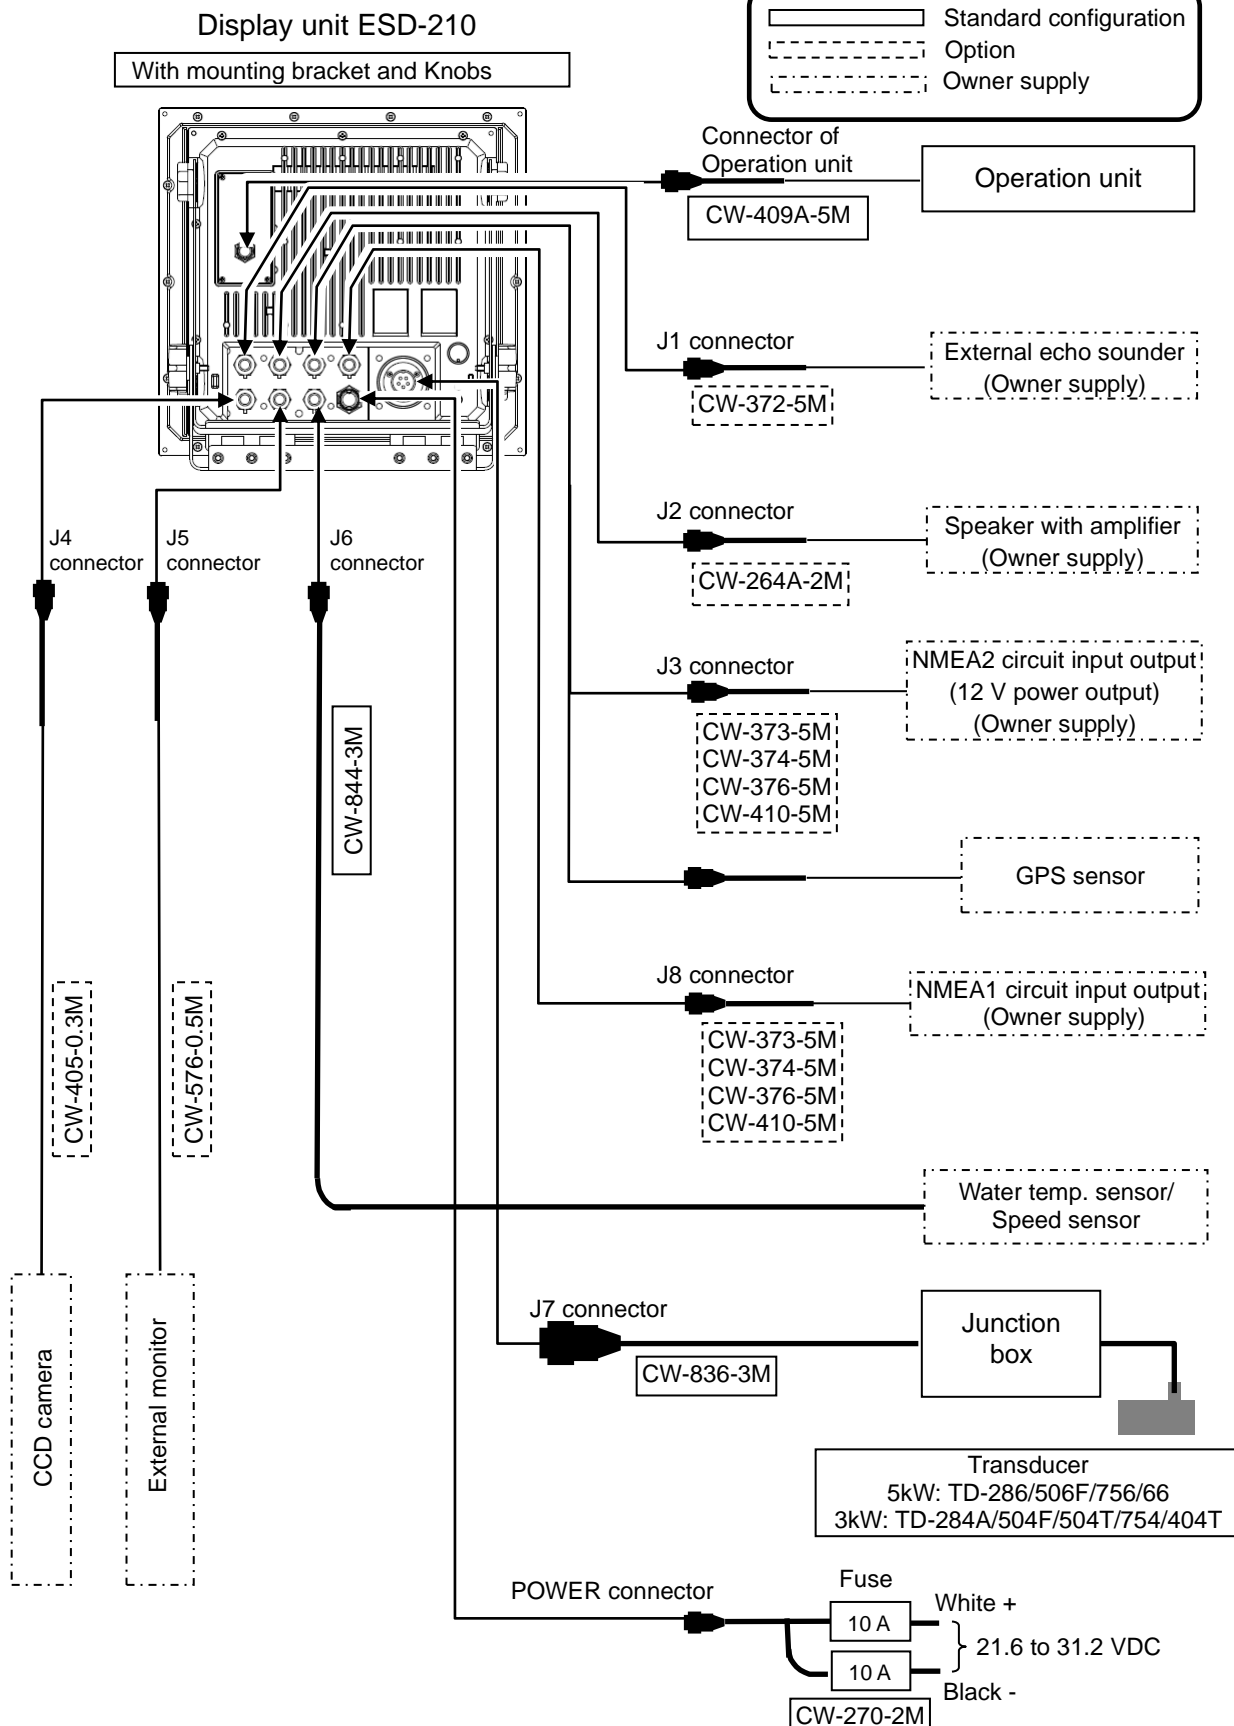 Display unit ESD-210
With mounting bracket and Knobs
Standard configuration
Option
Owner supply
Connector of
Operation unit
Operation unit
CW-409A-5M
J1 connector
External echo sounder
(Owner supply)
CW-372-5M
J2 connector
Speaker with amplifier
(Owner supply)
CW-264A-2M
J4
connector
J5
connector
J6
connector
J3 connector
NMEA2 circuit input output
(12 V power output)
(Owner supply)
CW-373-5M
CW-374-5M
CW-376-5M
CW-410-5M
CW-844-3M
GPS sensor
J8 connector
NMEA1 circuit input output
(Owner supply)
CW-373-5M
CW-374-5M
CW-376-5M
CW-410-5M
CW-405-0.3M
CW-576-0.5M
Water temp. sensor/
Speed sensor
CCD camera
External monitor
J7 connector
CW-836-3M
Junction
box
Transducer
5kW: TD-286/506F/756/66
3kW: TD-284A/504F/504T/754/404T
POWER connector
Fuse
10 A
10 A
White +
21.6 to 31.2 VDC
Black -
CW-270-2M